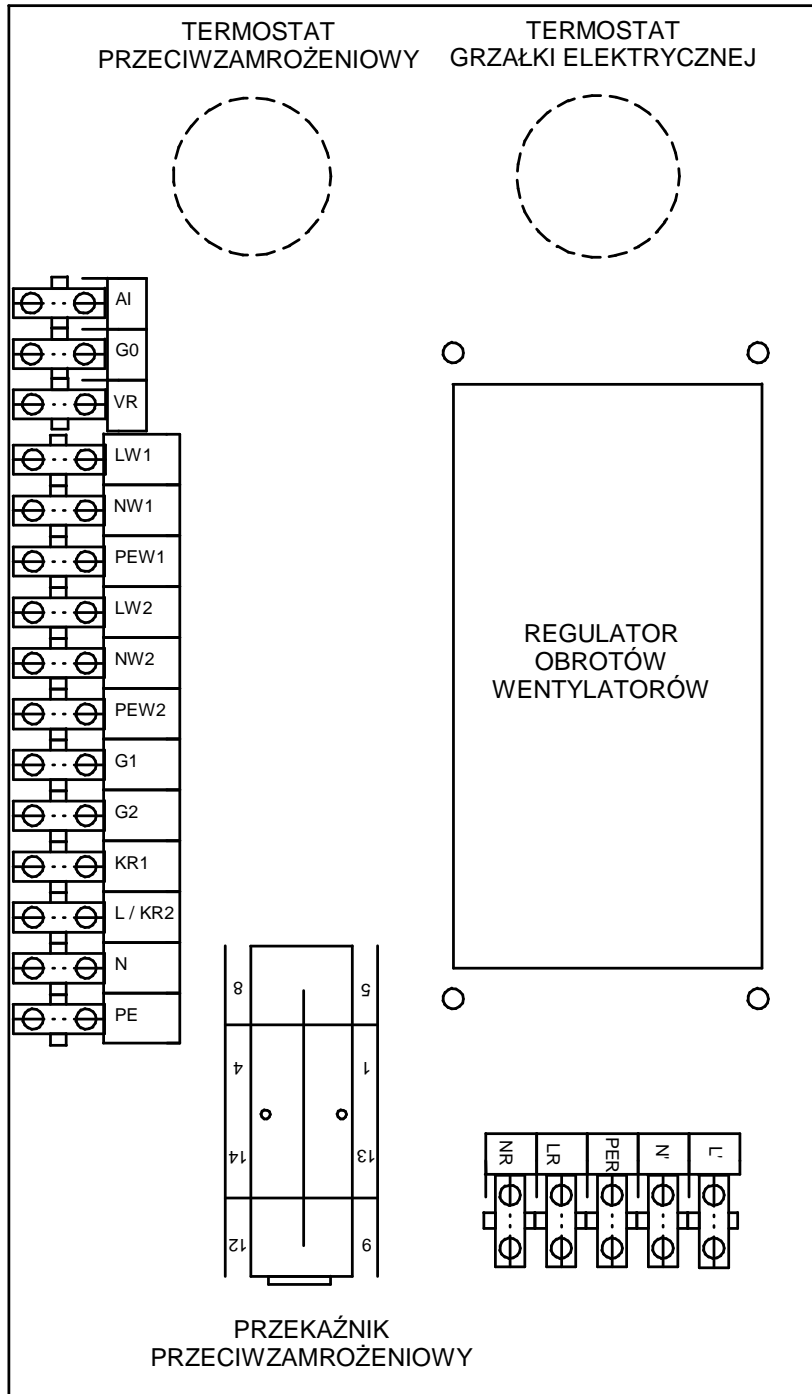 TERMOSTAT
PRZECIWZAMROŻENIOWY
TERMOSTAT
GRZAŁKI ELEKTRYCZNEJ
AI
G0
VR
LW1
NW1
PEW1
LW2
NW2
PEW2
G1
G2
KR1
L / KR2
N
PE
REGULATOR
OBROTÓW
WENTYLATORÓW
8
5
4
1
14
13
12
9
NR
LR
PER
N'
L'
PRZEKAŹNIK
PRZECIWZAMROŻENIOWY